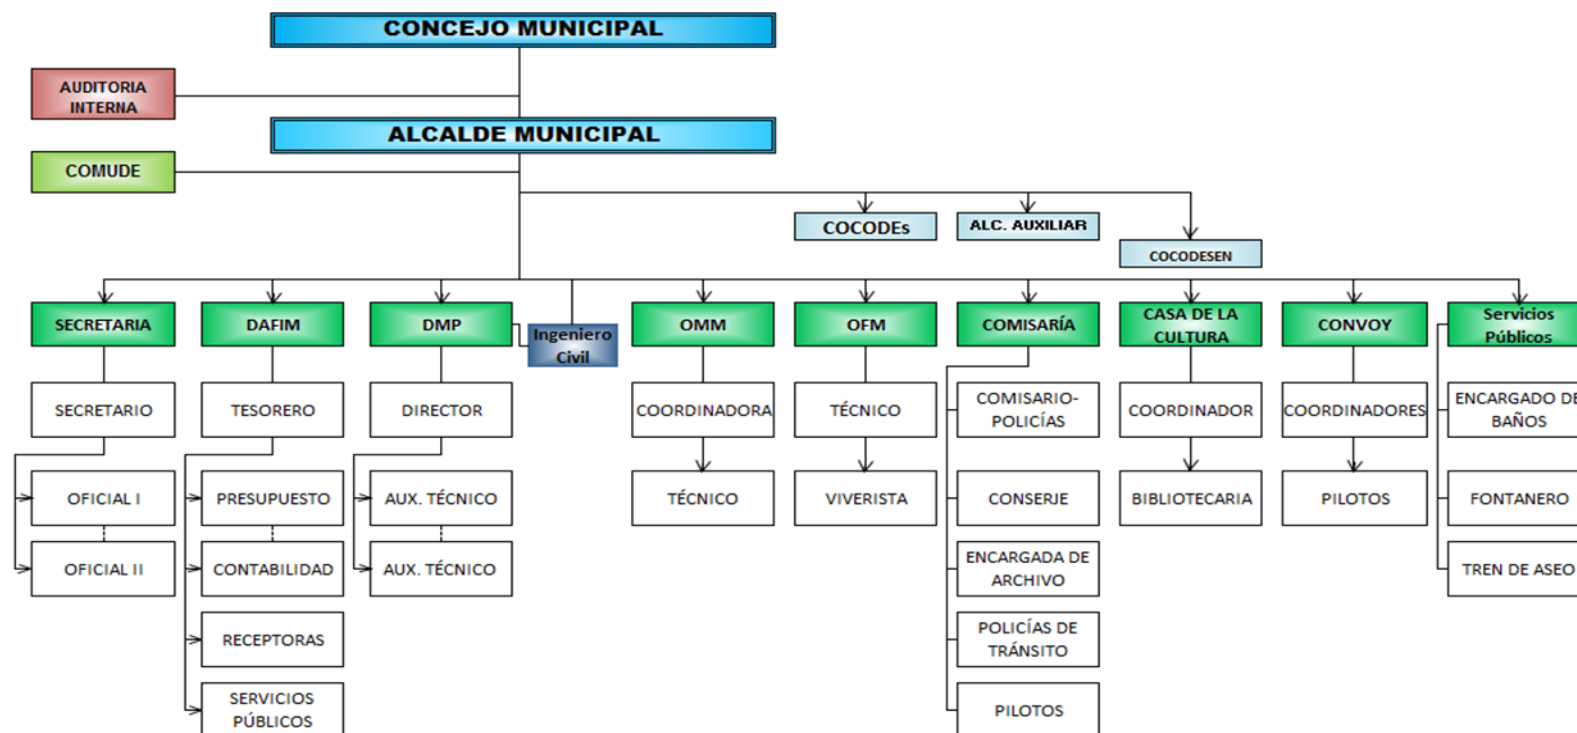 CONCEJO MUNICIPAL
AUDITORIA
INTERNA
ALCALDE MUNICIPAL
COMUDE
COCODEs
ALC. AUXILIAR
COCODESEN
SECRETARIA
DAFIM
DMP
Ingeniero
Civil
OMM
OFM
COMISARÍA
CASA DE LA
CULTURA
CONVOY
Servicios
Públicos
SECRETARIO
TESORERO
DIRECTOR
COORDINADORA
TÉCNICO
COMISARIO-
POLICÍAS
COORDINADOR
COORDINADORES
ENCARGADO DE
BAÑOS
OFICIAL I
PRESUPUESTO
AUX. TÉCNICO
TÉCNICO
VIVERISTA
CONSERJE
BIBLIOTECARIA
PILOTOS
FONTANERO
OFICIAL II
CONTABILIDAD
AUX. TÉCNICO
ENCARGADA DE
ARCHIVO
TREN DE ASEO
RECEPTORAS
POLICÍAS DE
TRÁNSITO
SERVICIOS
PÚBLICOS
PILOTOS